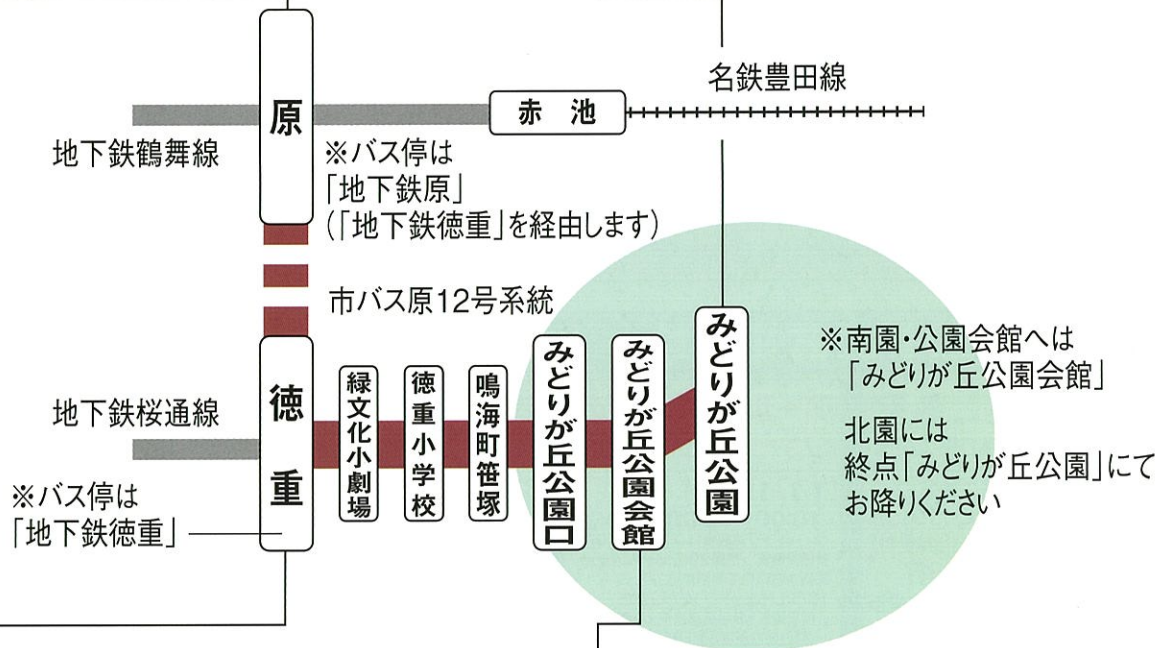 名鉄豊田線
原
赤池
地下鉄鶴舞線
※バス停は
「地下鉄原」
(「地下鉄徳重」を経由します)
市バス原12号系統
地下鉄桜通線
徳重
緑文化小劇場
徳重小学校
鳴海町笹塚
みどりが丘公園口
みどりが丘公園会館
みどりが丘公園
※南園・公園会館へは
「みどりが丘公園会館」
北園には
終点「みどりが丘公園」にて
お降りください
※バス停は
「地下鉄徳重」